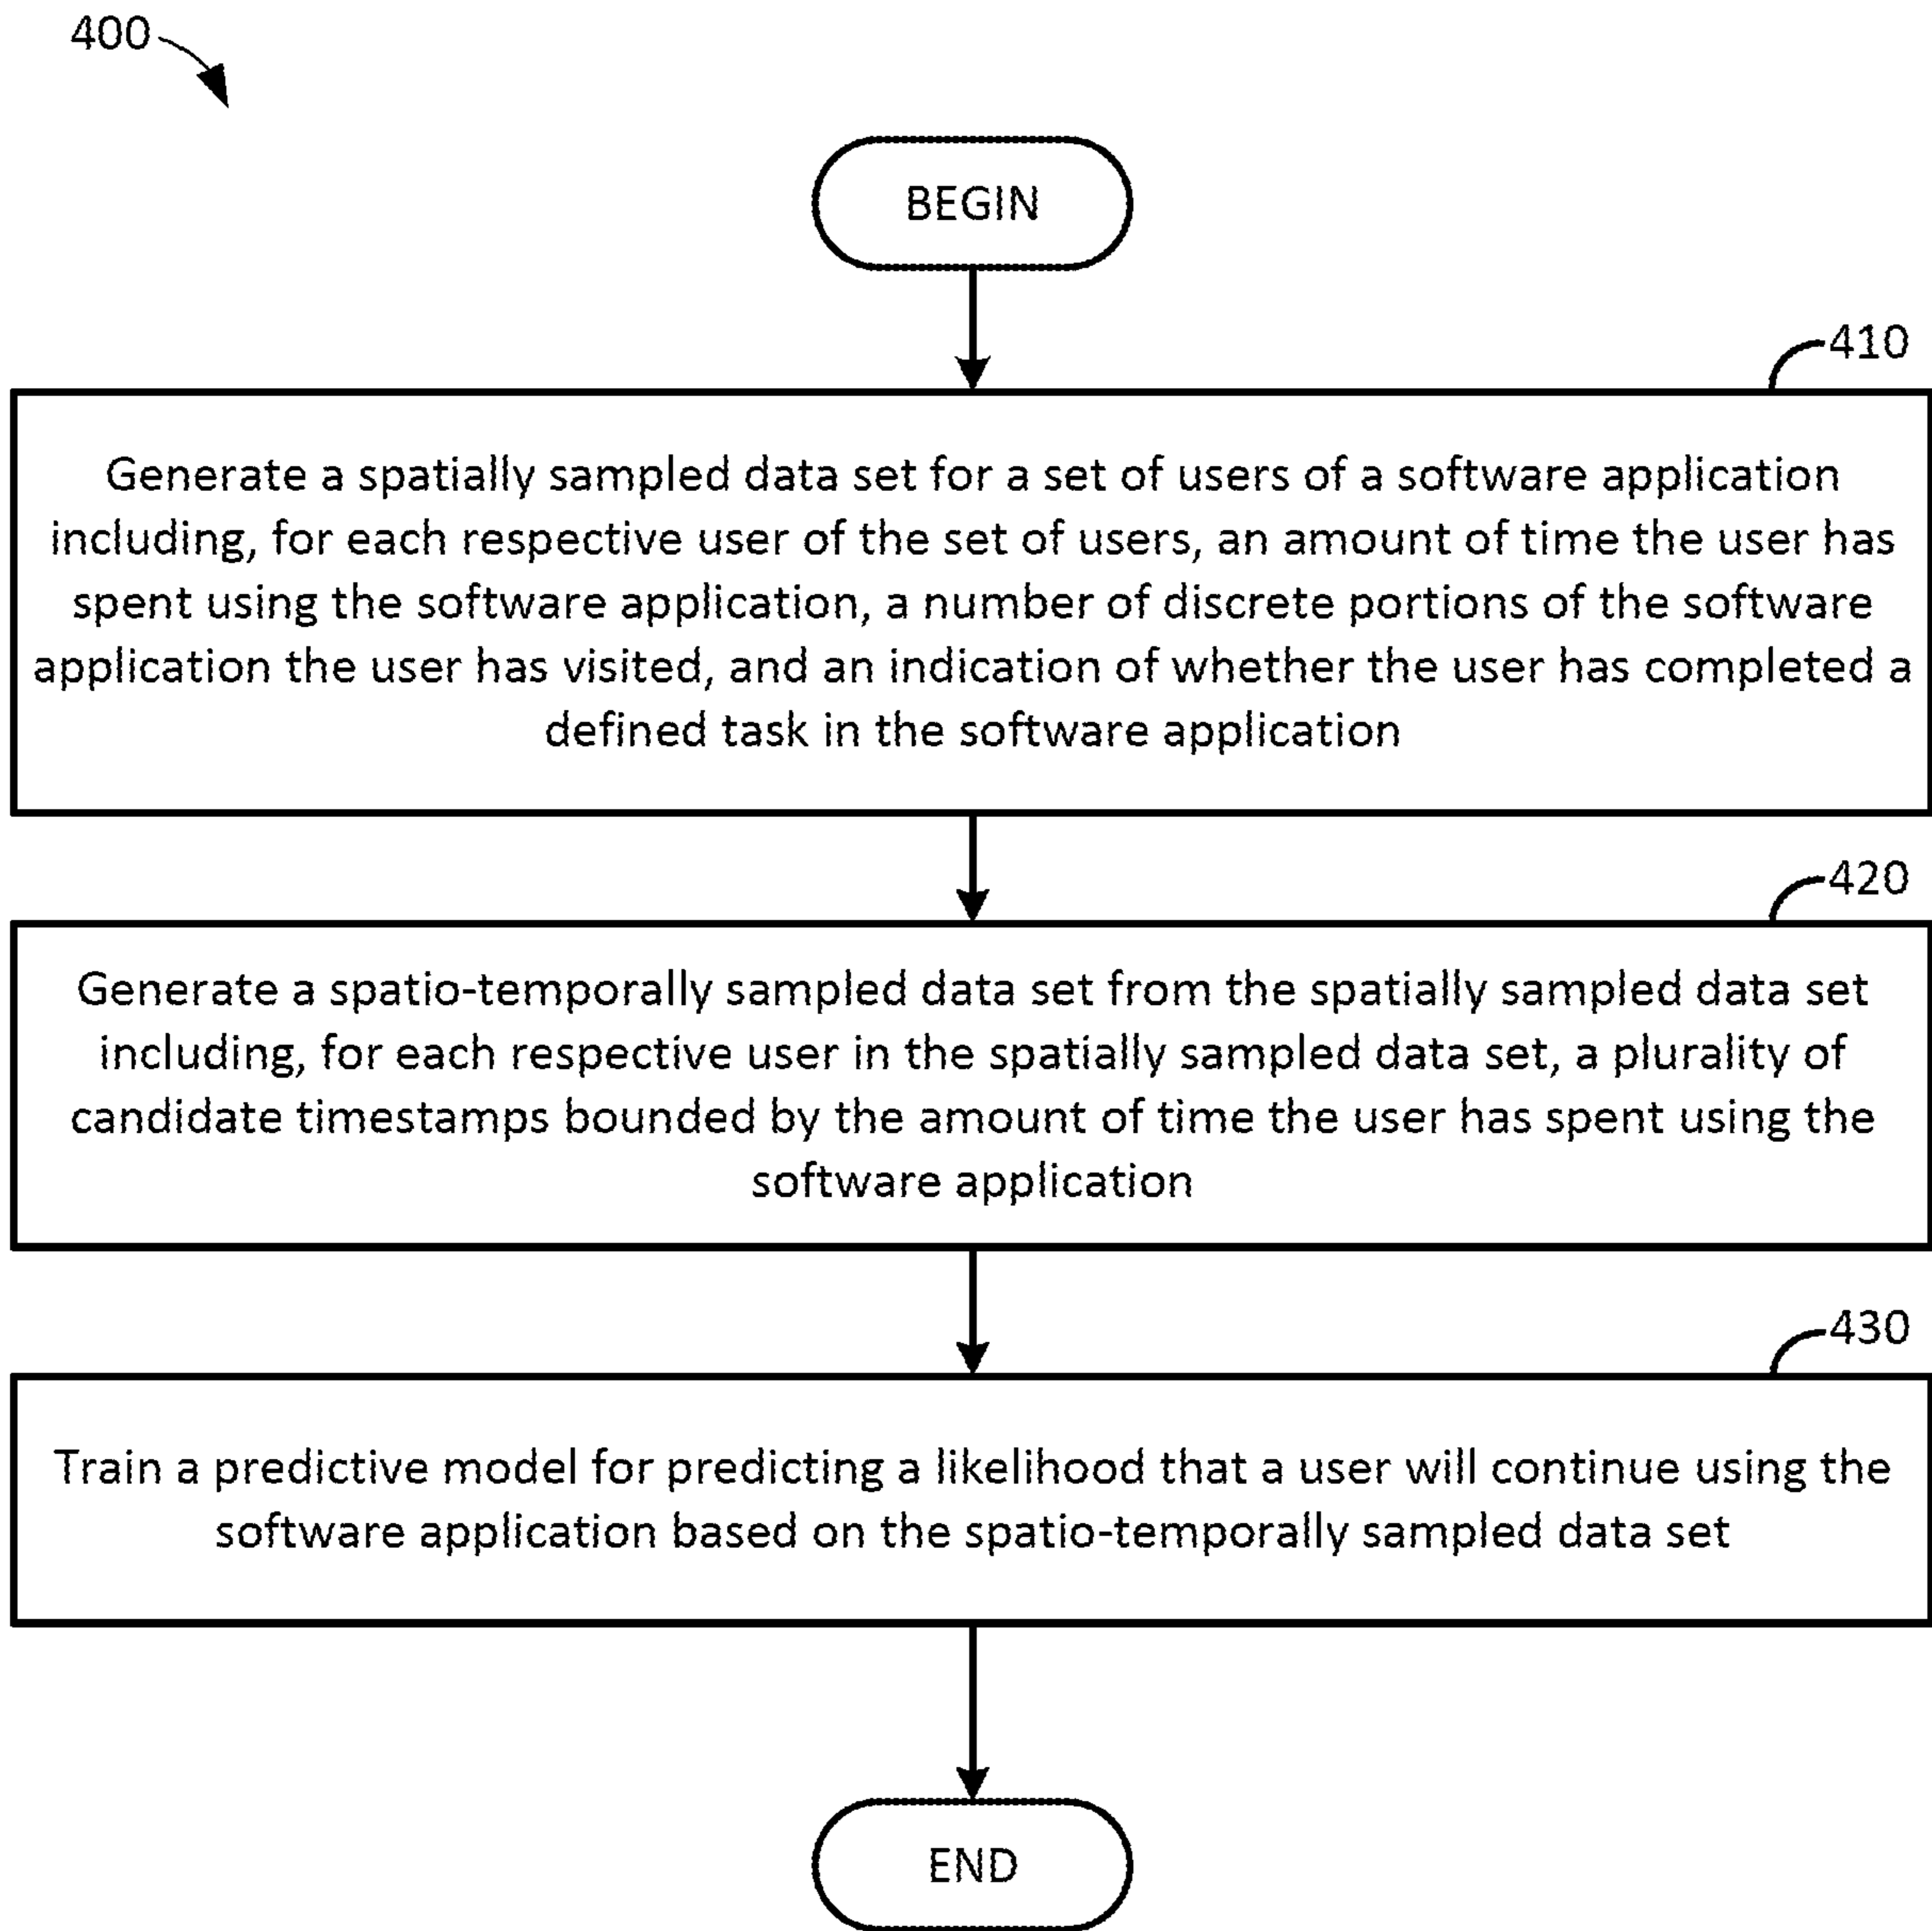 400
BEGIN
410
Generate a spatially sampled data set for a set of users of a software application
including, for each respective user of the set of users, an amount of time the user has
spent using the software application, a number of discrete portions of the software
application the user has visited, and an indication of whether the user has completed a
defined task in the software application
420
Generate a spatio-temporally sampled data set from the spatially sampled data set
including, for each respective user in the spatially sampled data set, a plurality of
candidate timestamps bounded by the amount of time the user has spent using the
software application
430
Train a predictive model for predicting a likelihood that a user will continue using the
software application based on the spatio-temporally sampled data set
END